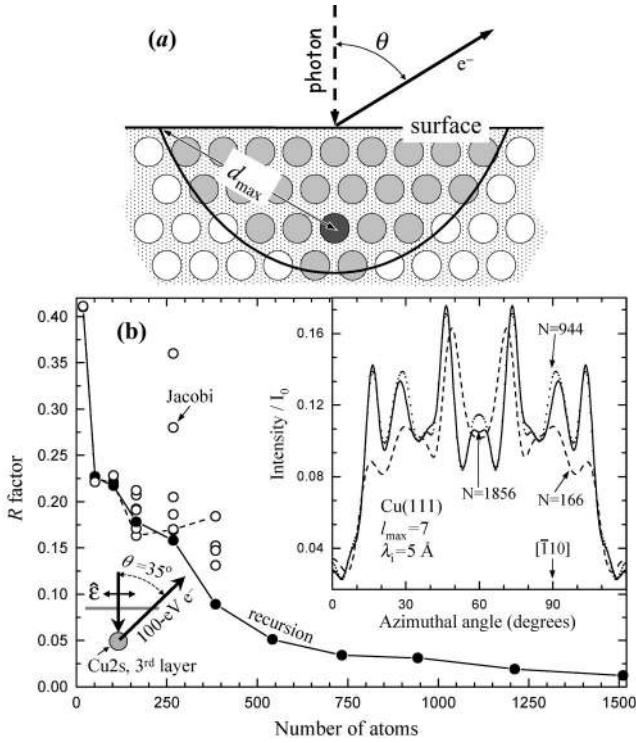 (a)
photon
θ
e⁻
surface
d_max
(b)
0.40
0.35
0.30
0.25
0.20
0.15
0.10
0.05
0.00
R factor
Jacobi
recursion
ε̂
θ=35°
100-eV e⁻
Cu2s, 3rd layer
0 250 500 750 1000 1250 1500
Number of atoms
0.16
0.12
0.08
0.04
Intensity / I₀
N=944
N=1856
N=166
Cu(111)
l_max=7
λ_i=5 Å
[1̄10]
0 30 60 90 120
Azimuthal angle (degrees)